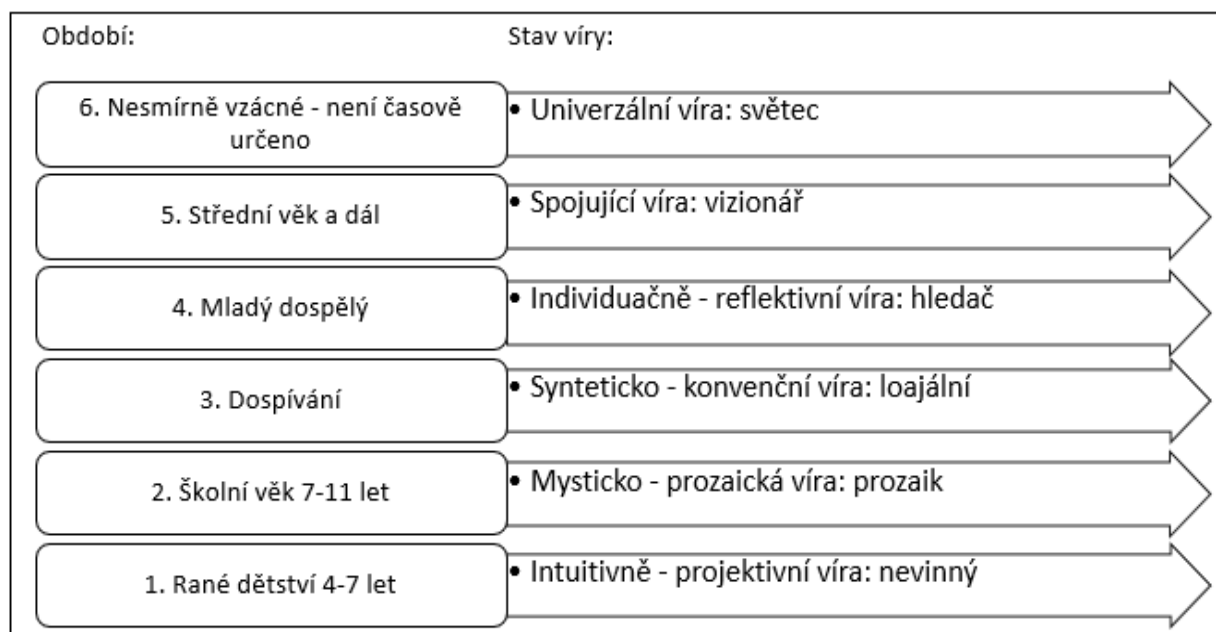 Období: Stav víry:
6. Nesmírně vzácné - není časově
určeno
• Univerzální víra: světec
5. Střední věk a dál
• Spojující víra: vizionář
4. Mladý dospělý
• Individuačně - reflektivní víra: hledač
3. Dospívání
• Synteticko - konvenční víra: loajální
2. Školní věk 7-11 let
• Mysticko - prozaická víra: prozaik
1. Rané dětství 4-7 let
• Intuitivně - projektivní víra: nevinný